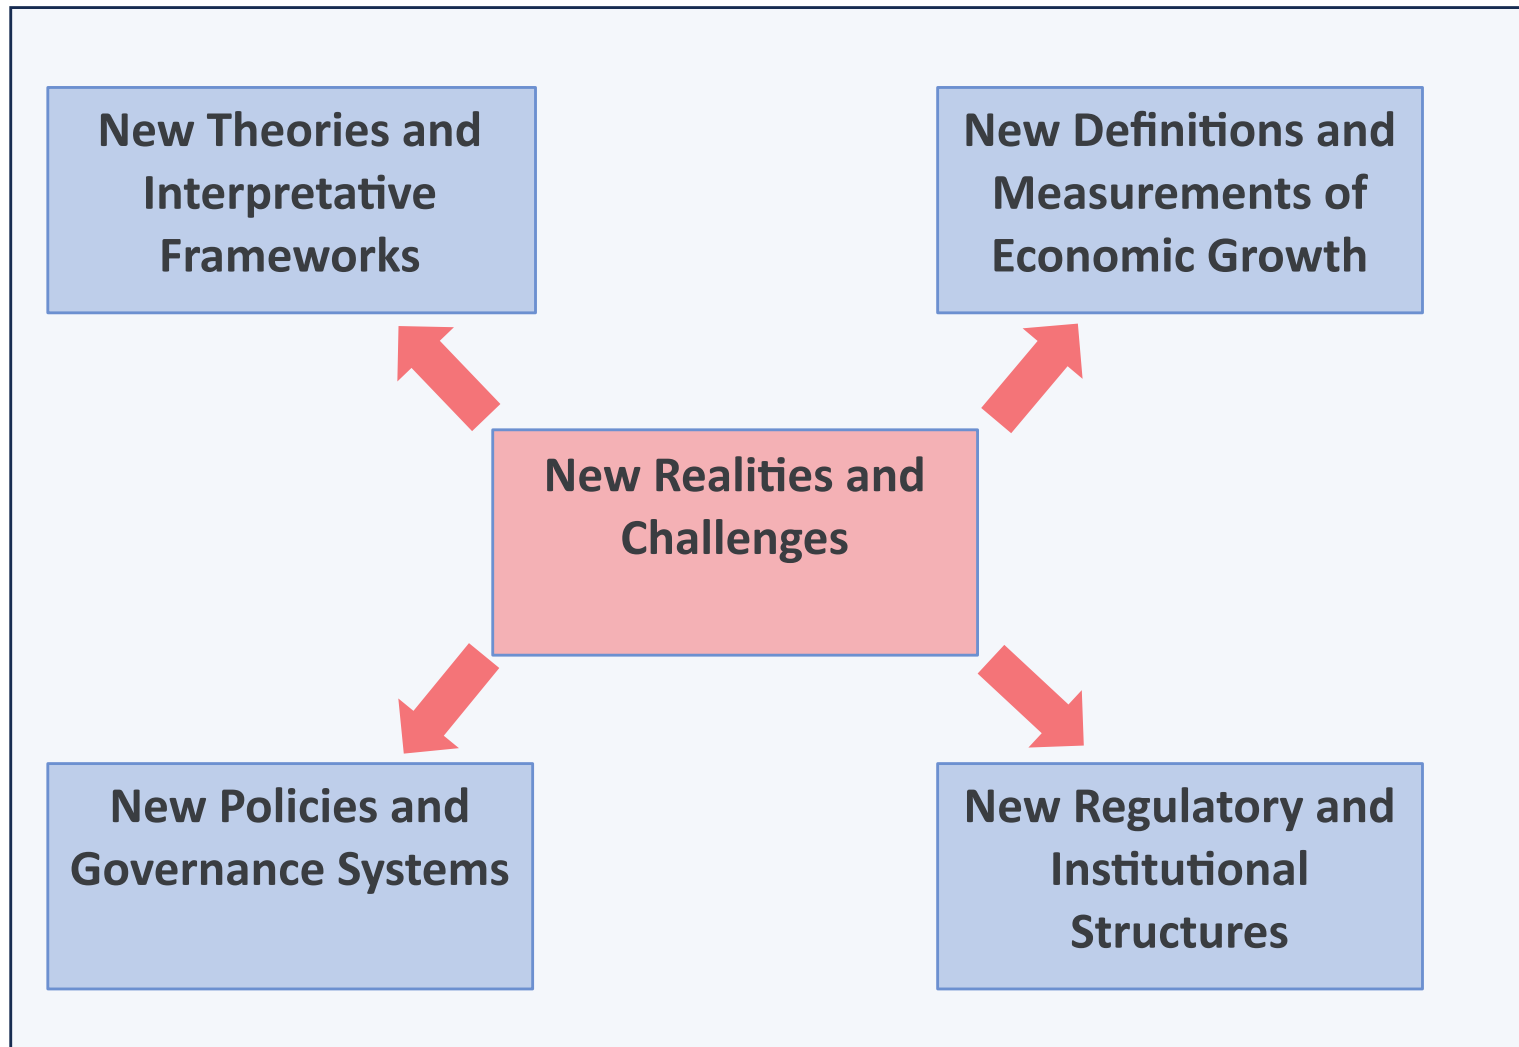 New Theories and
Interpretative
Frameworks
New Definitions and
Measurements of
Economic Growth
New Realities and
Challenges
New Policies and
Governance Systems
New Regulatory and
Institutional
Structures